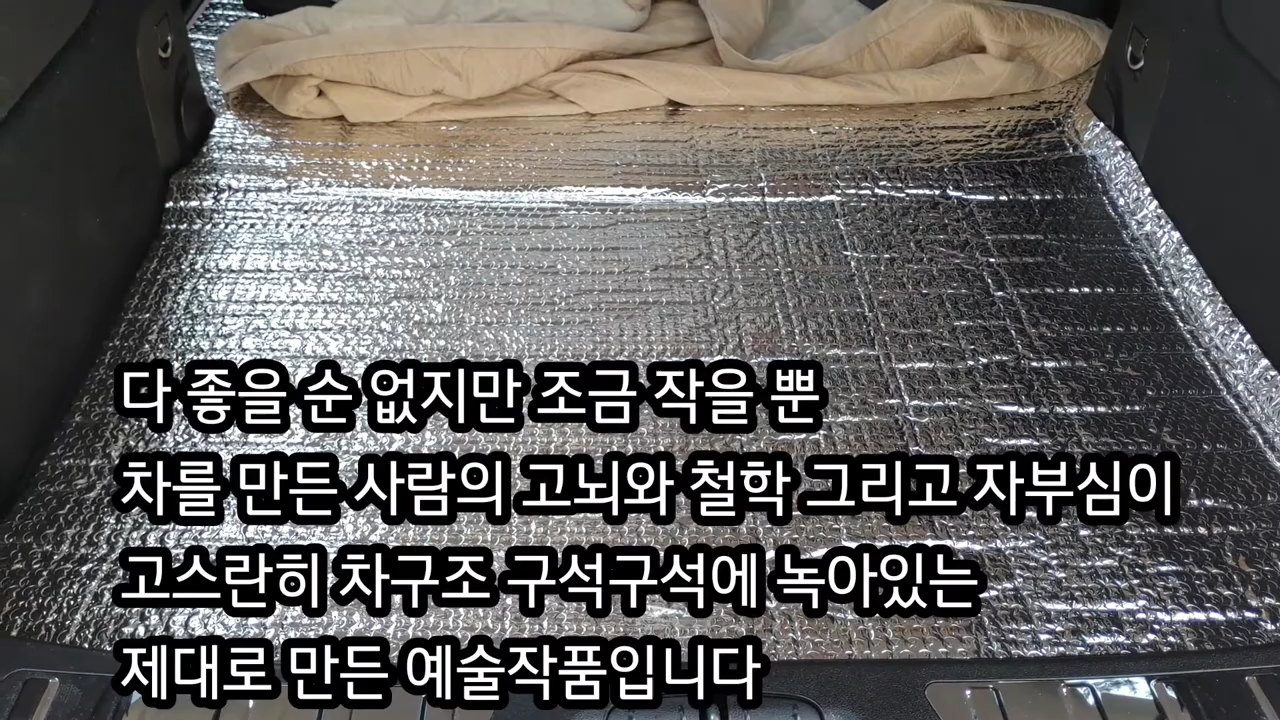 다 좋을 순 없지만 조금 작을 뿐
차를 만든 사람의 고뇌와 철학 그리고 자부심이
고스란히 차구조 구석구석에 녹아있는
제대로 만든 예술작품입니다